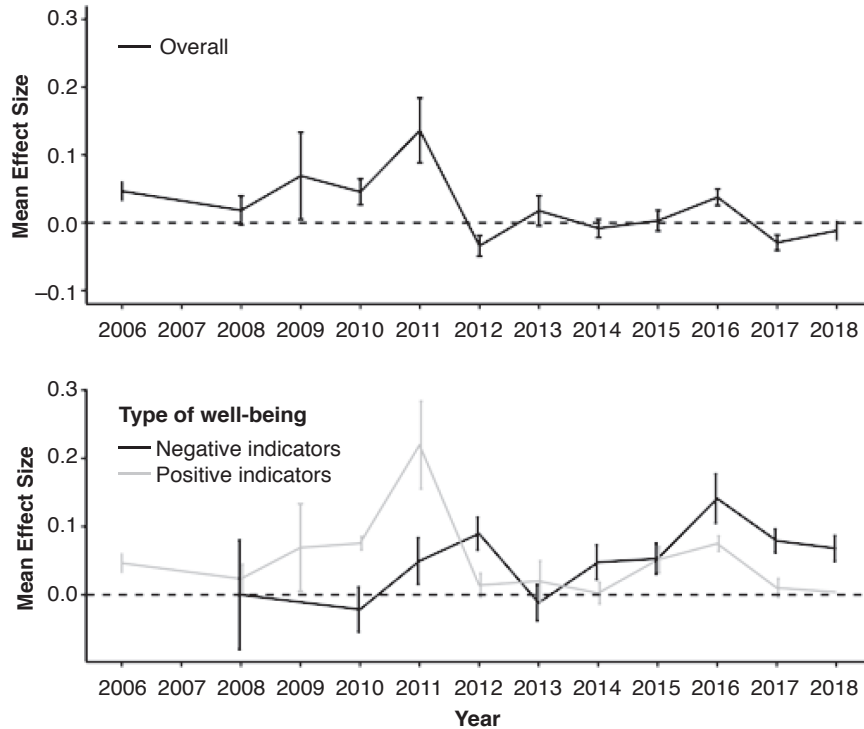 Mean Effect Size
0.3
0.2
0.1
0.0
–0.1
Overall
2006 2007 2008 2009 2010 2011 2012 2013 2014 2015 2016 2017 2018
Mean Effect Size
0.3
0.2
0.1
0.0
Type of well-being
Negative indicators
Positive indicators
2006 2007 2008 2009 2010 2011 2012 2013 2014 2015 2016 2017 2018
Year